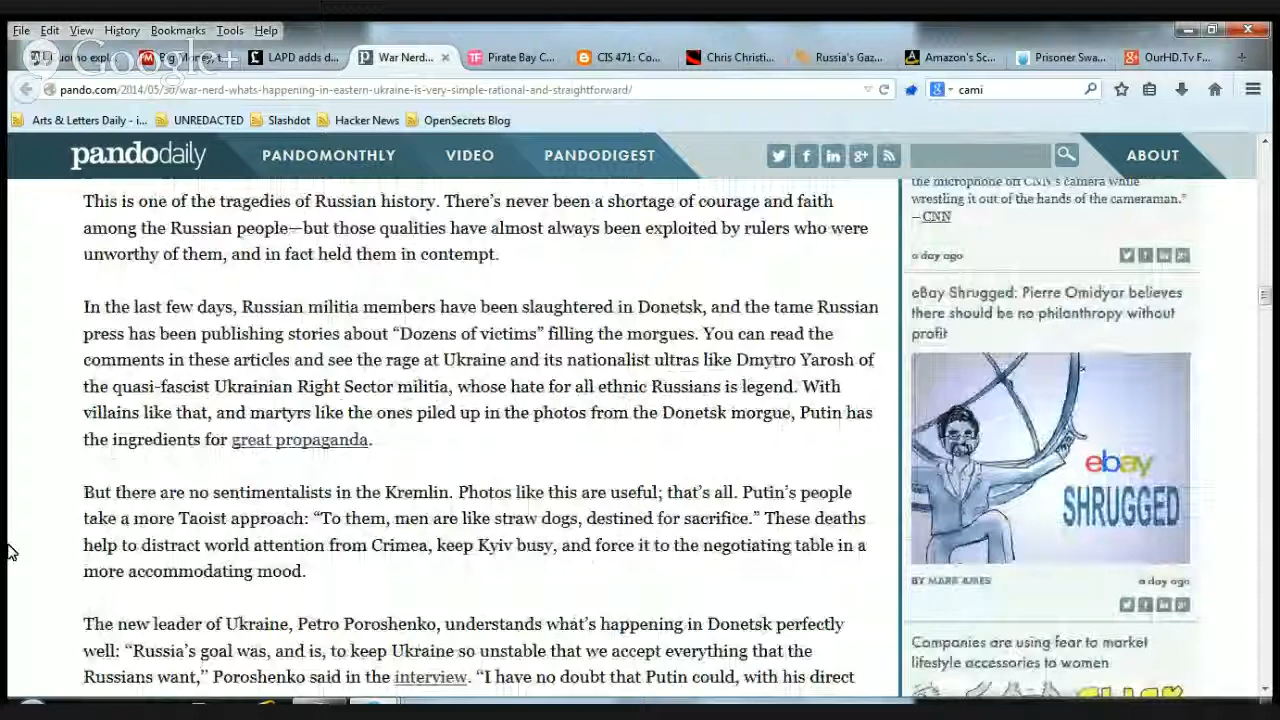 File Edit View History Bookmarks Tools Help
Google+
LAPD adds d... War Nerd... Pirate Bay C... CIS 471: Co... Chris Christi... Russia's Gaz... Amazon's Sc... Prisoner Swa... OurHD.Tv F...
pando.com/2014/05/30/war-nerd-whats-happening-in-eastern-ukraine-is-very-simple-rational-and-straightforward/
cami
Arts & Letters Daily - i... UNREDACTED Slashdot Hacker News OpenSecrets Blog
pandodaily PANDOMONTHLY VIDEO PANDODIGEST ABOUT
This is one of the tragedies of Russian history. There's never been a shortage of courage and faith
among the Russian people—but those qualities have almost always been exploited by rulers who were
unworthy of them, and in fact held them in contempt.
In the last few days, Russian militia members have been slaughtered in Donetsk, and the tame Russian
press has been publishing stories about “Dozens of victims” filling the morgues. You can read the
comments in these articles and see the rage at Ukraine and its nationalist ultras like Dmytro Yarosh of
the quasi-fascist Ukrainian Right Sector militia, whose hate for all ethnic Russians is legend. With
villains like that, and martyrs like the ones piled up in the photos from the Donetsk morgue, Putin has
the ingredients for great propaganda.
But there are no sentimentalists in the Kremlin. Photos like this are useful; that's all. Putin's people
take a more Taoist approach: “To them, men are like straw dogs, destined for sacrifice.” These deaths
help to distract world attention from Crimea, keep Kyiv busy, and force it to the negotiating table in a
more accommodating mood.
The new leader of Ukraine, Petro Poroshenko, understands what's happening in Donetsk perfectly
well: “Russia's goal was, and is, to keep Ukraine so unstable that we accept everything that the
Russians want,” Poroshenko said in the interview. “I have no doubt that Putin could, with his direct
the microphone off CNN's camera while
wrestling it out of the hands of the cameraman.”
– CNN
a day ago
eBay Shrugged: Pierre Omidyar believes
there should be no philanthropy without
profit
ebay
SHRUGGED
BY MARK AMES a day ago
Companies are using fear to market
lifestyle accessories to women